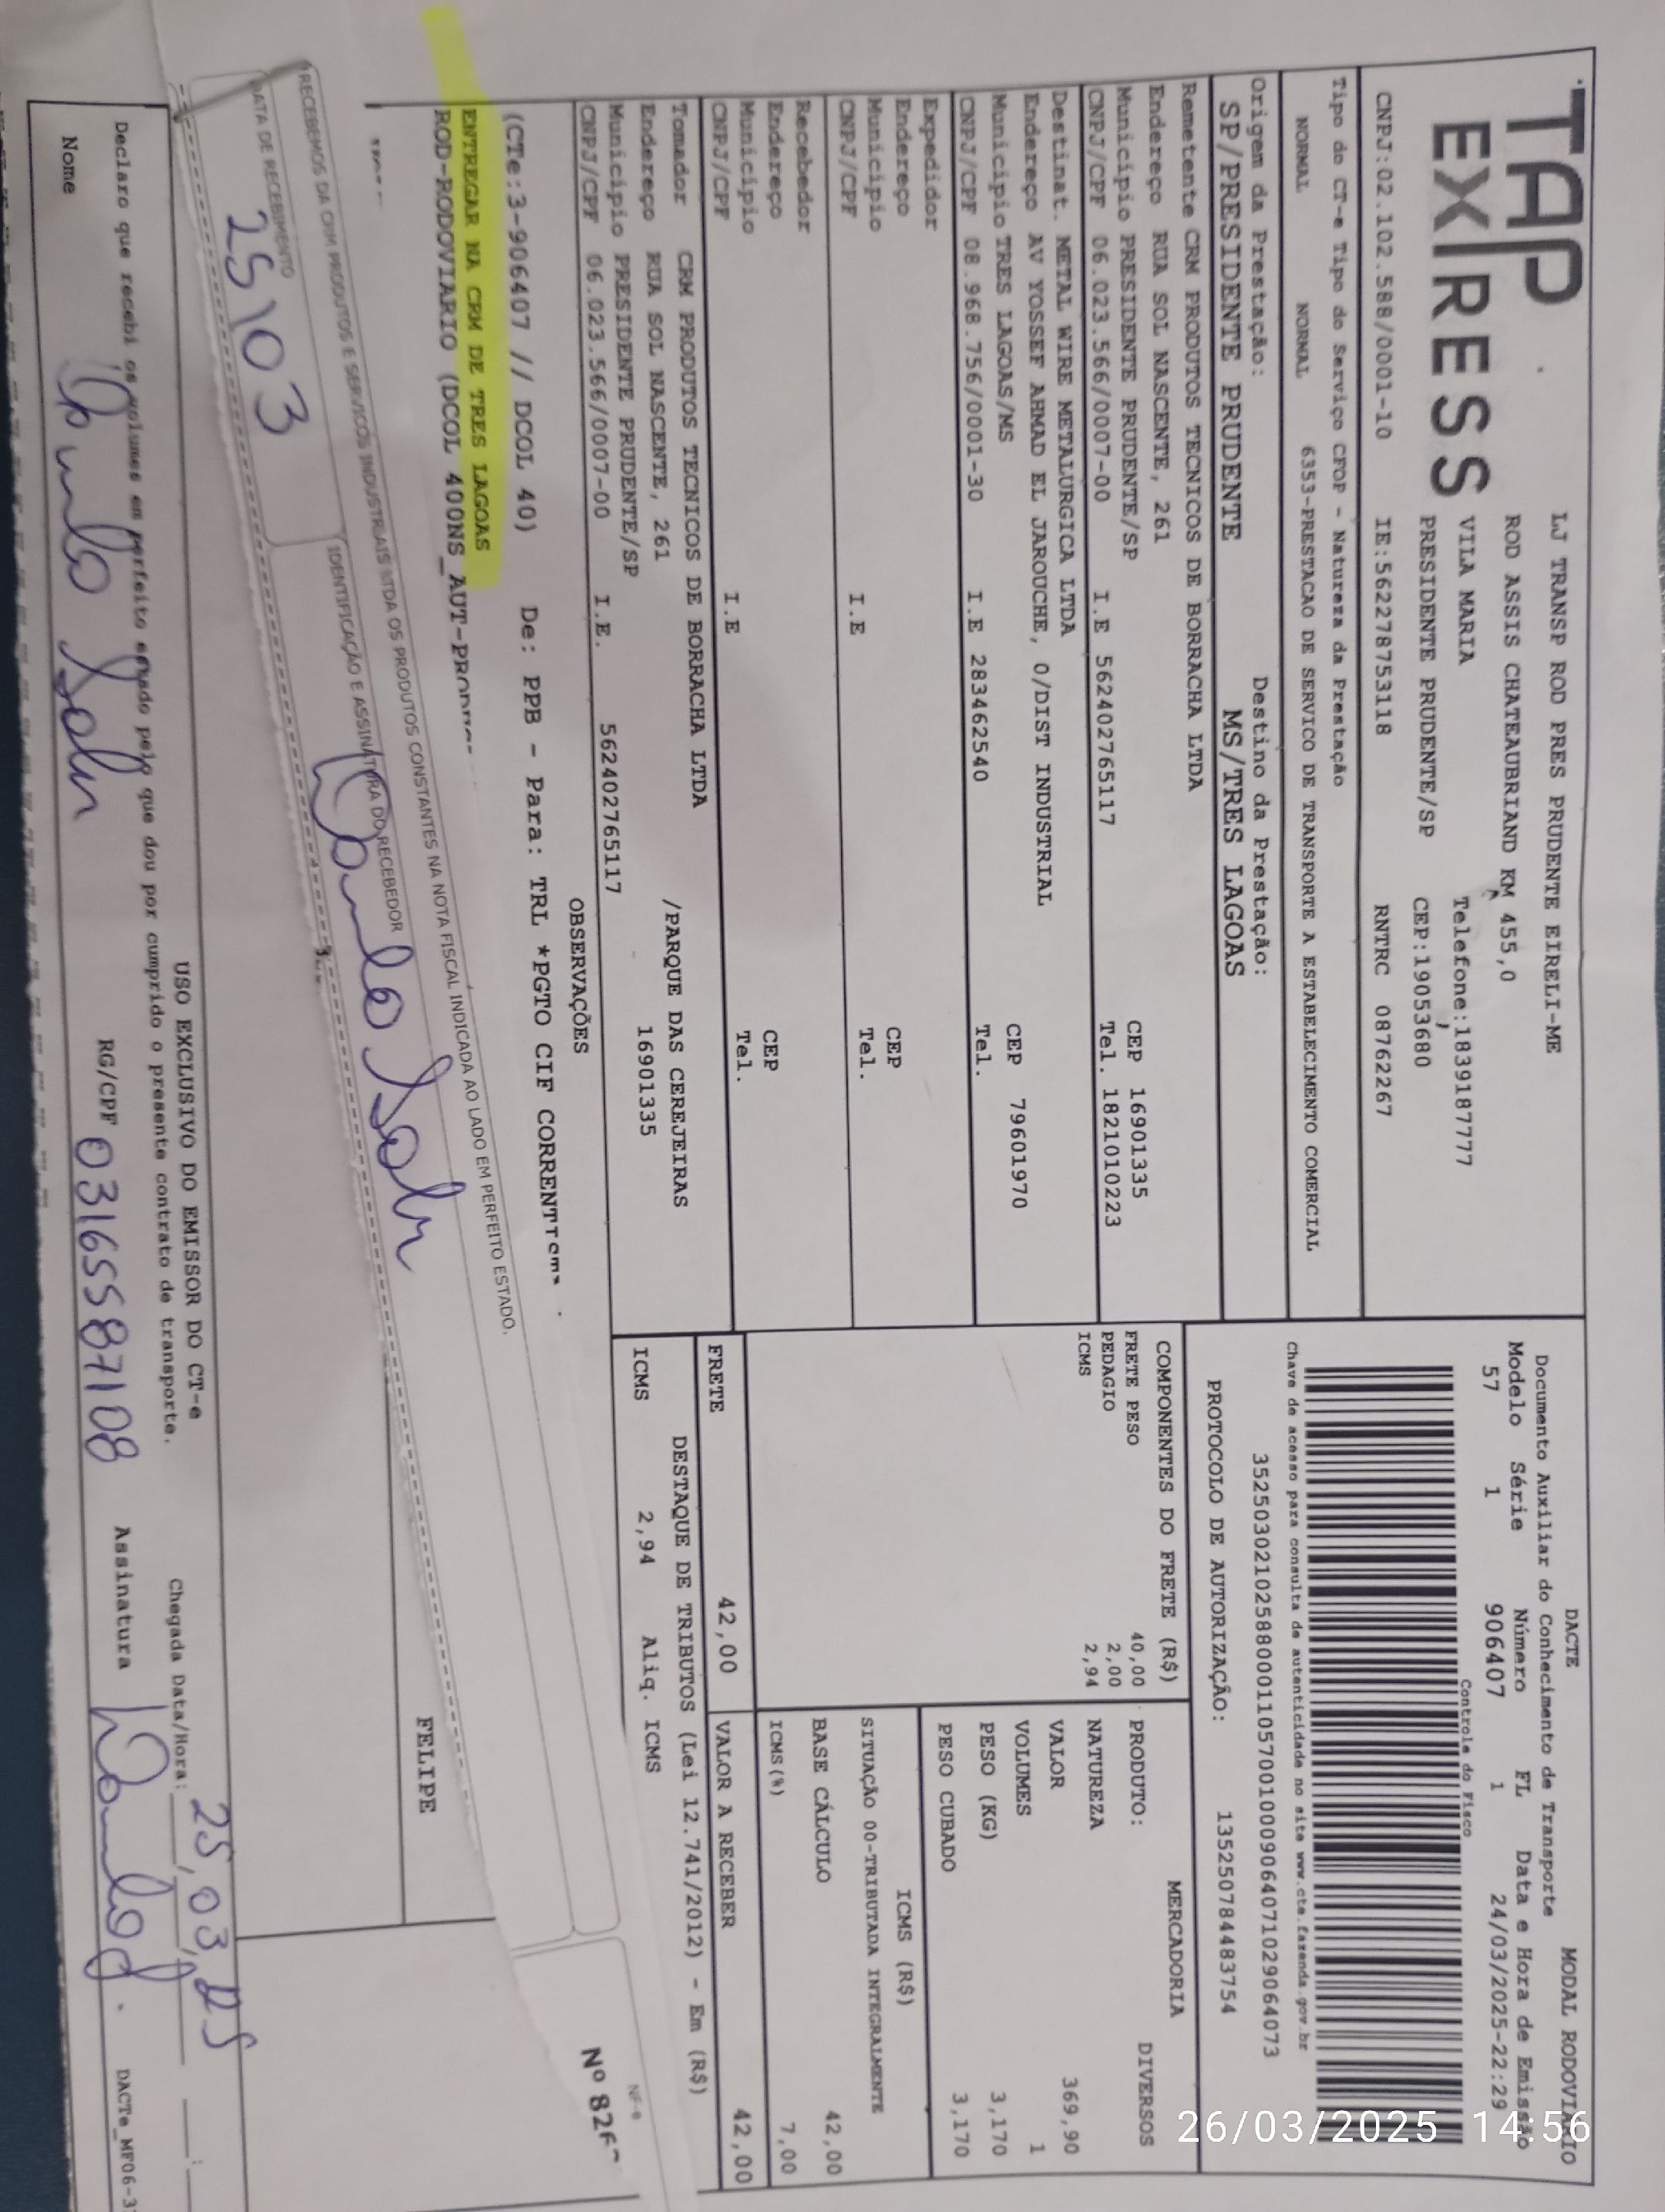 TAP EXPRESS
LJ TRANSP ROD PRES PRUDENTE EIRELI-ME
ROD ASSIS CHATEAUBRIAND KM 455,0
VILA MARIA Telefone:1839187777
PRESIDENTE PRUDENTE/SP CEP:19053680
CNPJ:02.102.588/0001-10 IE:562278753118 RNTRC 08762267
DACTE MODAL RODOVIARIO
Documento Auxiliar do Conhecimento de Transporte
Modelo Série Número FL Data e Hora de Emissão
57 1 906407 1 24/03/2025-22:29
Controle do Fisco
Chave de acesso para consulta de autenticidade no site www.cte.fazenda.gov.br
PROTOCOLO DE AUTORIZAÇÃO: 135250784483754
Tipo do CT-e Tipo do Serviço CFOP - Natureza da Prestação
NORMAL NORMAL 6353-PRESTACAO DE SERVICO DE TRANSPORTE A ESTABELECIMENTO COMERCIAL
Origem da Prestação: Destino da Prestação:
SP/PRESIDENTE PRUDENTE MS/TRES LAGOAS
Remetente CRM PRODUTOS TECNICOS DE BORRACHA LTDA
Endereço RUA SOL NASCENTE, 261 CEP 16901335
Municipio PRESIDENTE PRUDENTE/SP Tel. 1821010223
CNPJ/CPF 06.023.566/0007-00 I.E 562402765117
Destinat. METAL WIRE METALURGICA LTDA
Endereço AV YOSSEF AHMAD EL JAROUCHE, 0/DIST INDUSTRIAL
Municipio TRES LAGOAS/MS CEP 79601970
CNPJ/CPF 08.968.756/0001-30 I.E 283462540 Tel.
Expedidor
Endereço
Municipio CEP
CNPJ/CPF I.E Tel.
Recebedor
Endereço
Municipio CEP
CNPJ/CPF I.E Tel.
Tomador CRM PRODUTOS TECNICOS DE BORRACHA LTDA
Endereço RUA SOL NASCENTE, 261 /PARQUE DAS CEREJEIRAS
Municipio PRESIDENTE PRUDENTE/SP 16901335
CNPJ/CPF 06.023.566/0007-00 I.E. 562402765117
COMPONENTES DO FRETE (R$)
FRETE PESO 40,00
PEDAGIO 2,00
ICMS 2,94
MERCADORIA
PRODUTO: DIVERSOS
NATUREZA
VALOR 369,90
VOLUMES 1
PESO (KG) 3,170
PESO CUBADO 3,170
ICMS (R$)
SITUAÇÃO 00-TRIBUTADA INTEGRALMENTE
BASE CÁLCULO 42,00
ICMS(%) 7,00
FRETE 42,00 VALOR A RECEBER 42,00
DESTAQUE DE TRIBUTOS (Lei 12.741/2012) - Em (R$)
ICMS 2,94 Aliq. ICMS
OBSERVAÇÕES
(CTe:3-906407 // DCOL 40) De: PPB - Para: TRL *PGTO CIF
ENTREGAR NA CRM DE TRES LAGOAS
ROD-RODOVIARIO (DCOL 400NS_AUT-
FELIPE
NF-e
RECEBEMOS DA CRM PRODUTOS E SERVICOS INDUSTRIAIS LTDA OS PRODUTOS CONSTANTES NA NOTA FISCAL INDICADA AO LADO EM PERFEITO ESTADO.
DATA DE RECEBIMENTO IDENTIFICAÇÃO E ASSINATURA DO RECEBEDOR
25/03
USO EXCLUSIVO DO EMISSOR DO CT-e
Declaro que recebi os volumes em perfeito estado pelo que dou por cumprido o presente contrato de transporte.
Chegada Data/Hora: 25,03,25
Nome RG/CPF 03165587108 Assinatura
26/03/2025 14:56